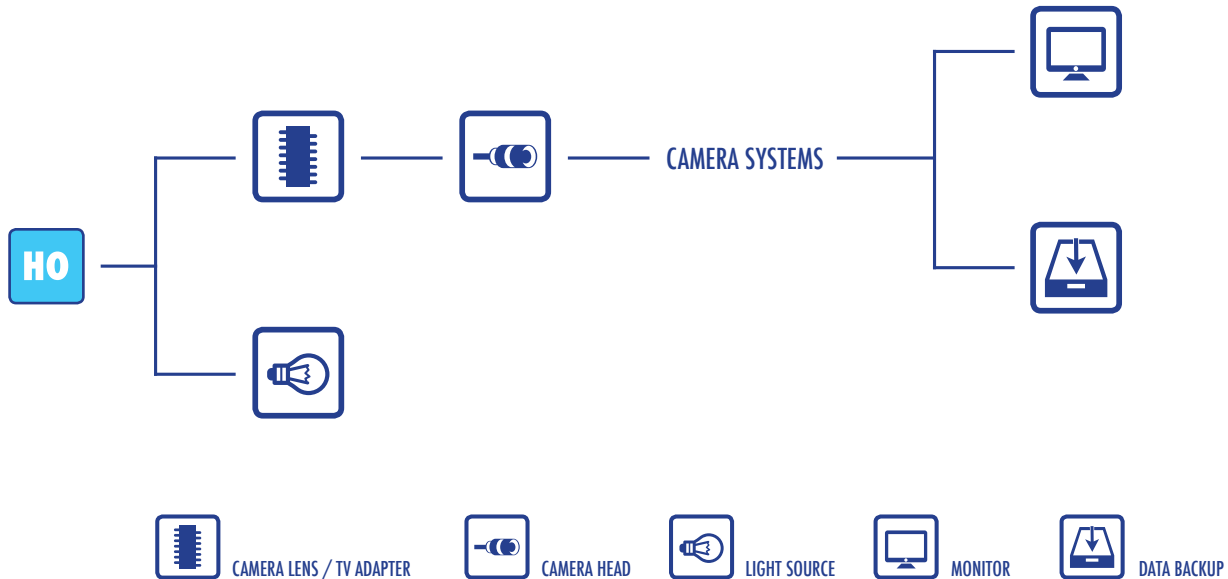 HO
CAMERA SYSTEMS
CAMERA LENS / TV ADAPTER
CAMERA HEAD
LIGHT SOURCE
MONITOR
DATA BACKUP